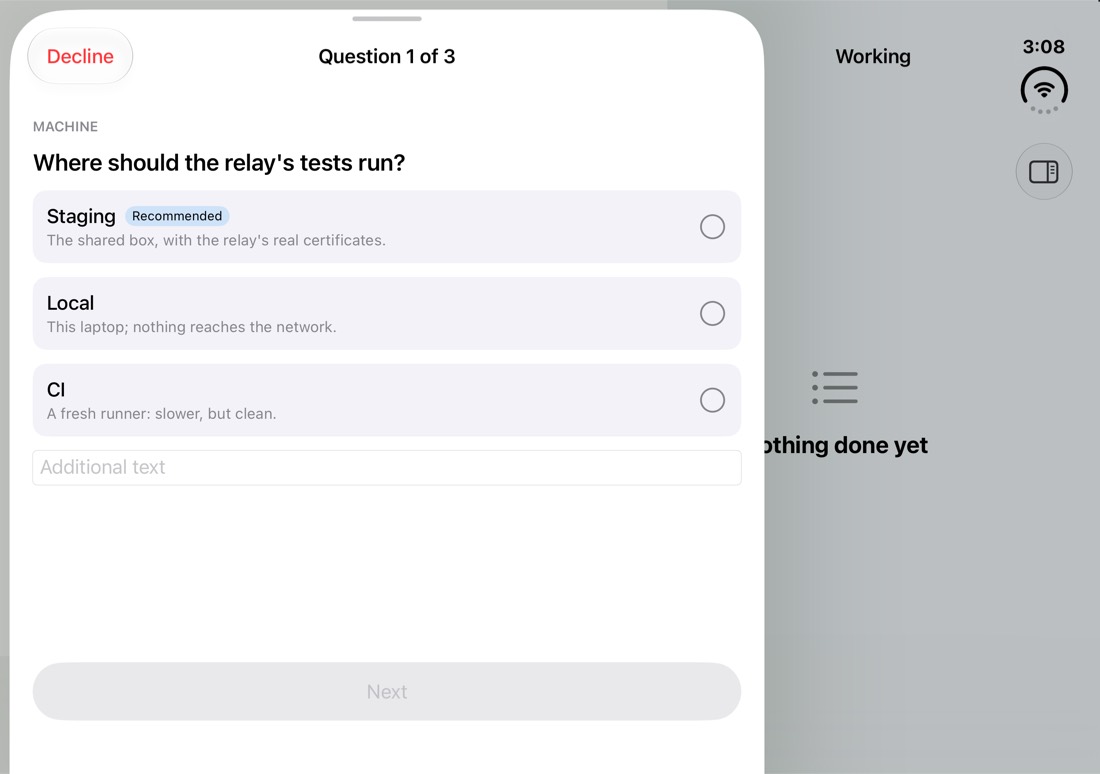 Decline
Question 1 of 3
Working
3:08
MACHINE
Where should the relay's tests run?
Staging
Recommended
The shared box, with the relay's real certificates.
Local
This laptop; nothing reaches the network.
CI
A fresh runner: slower, but clean.
done yet
Additional text
Next